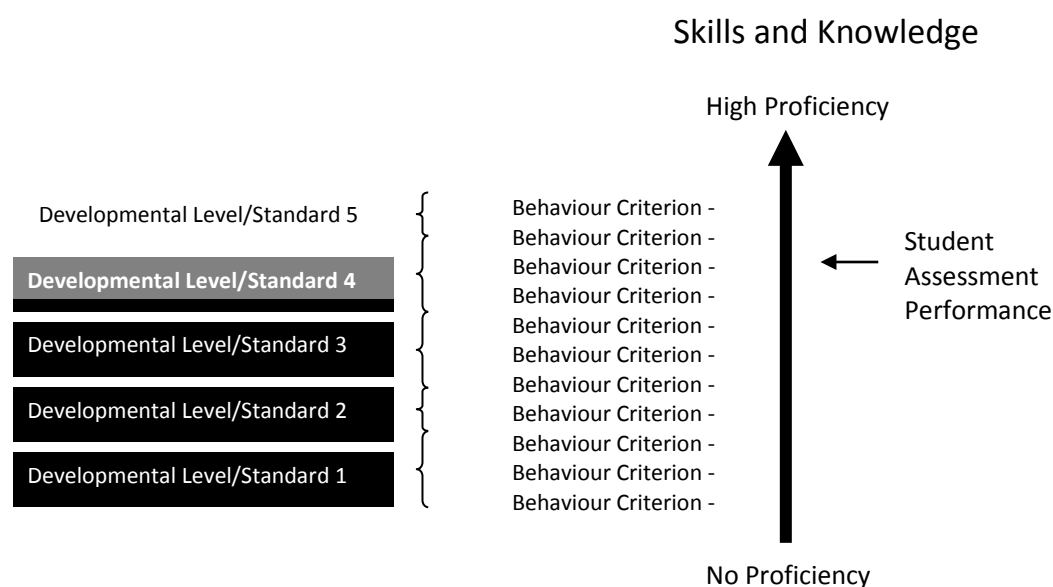 Skills and Knowledge
High Proficiency
Developmental Level/Standard 5
Developmental Level/Standard 4
Developmental Level/Standard 3
Developmental Level/Standard 2
Developmental Level/Standard 1
Behaviour Criterion -
Behaviour Criterion -
Behaviour Criterion -
Behaviour Criterion -
Behaviour Criterion -
Behaviour Criterion -
Behaviour Criterion -
Behaviour Criterion -
Behaviour Criterion -
Behaviour Criterion -
Behaviour Criterion -
Student
Assessment
Performance
No Proficiency